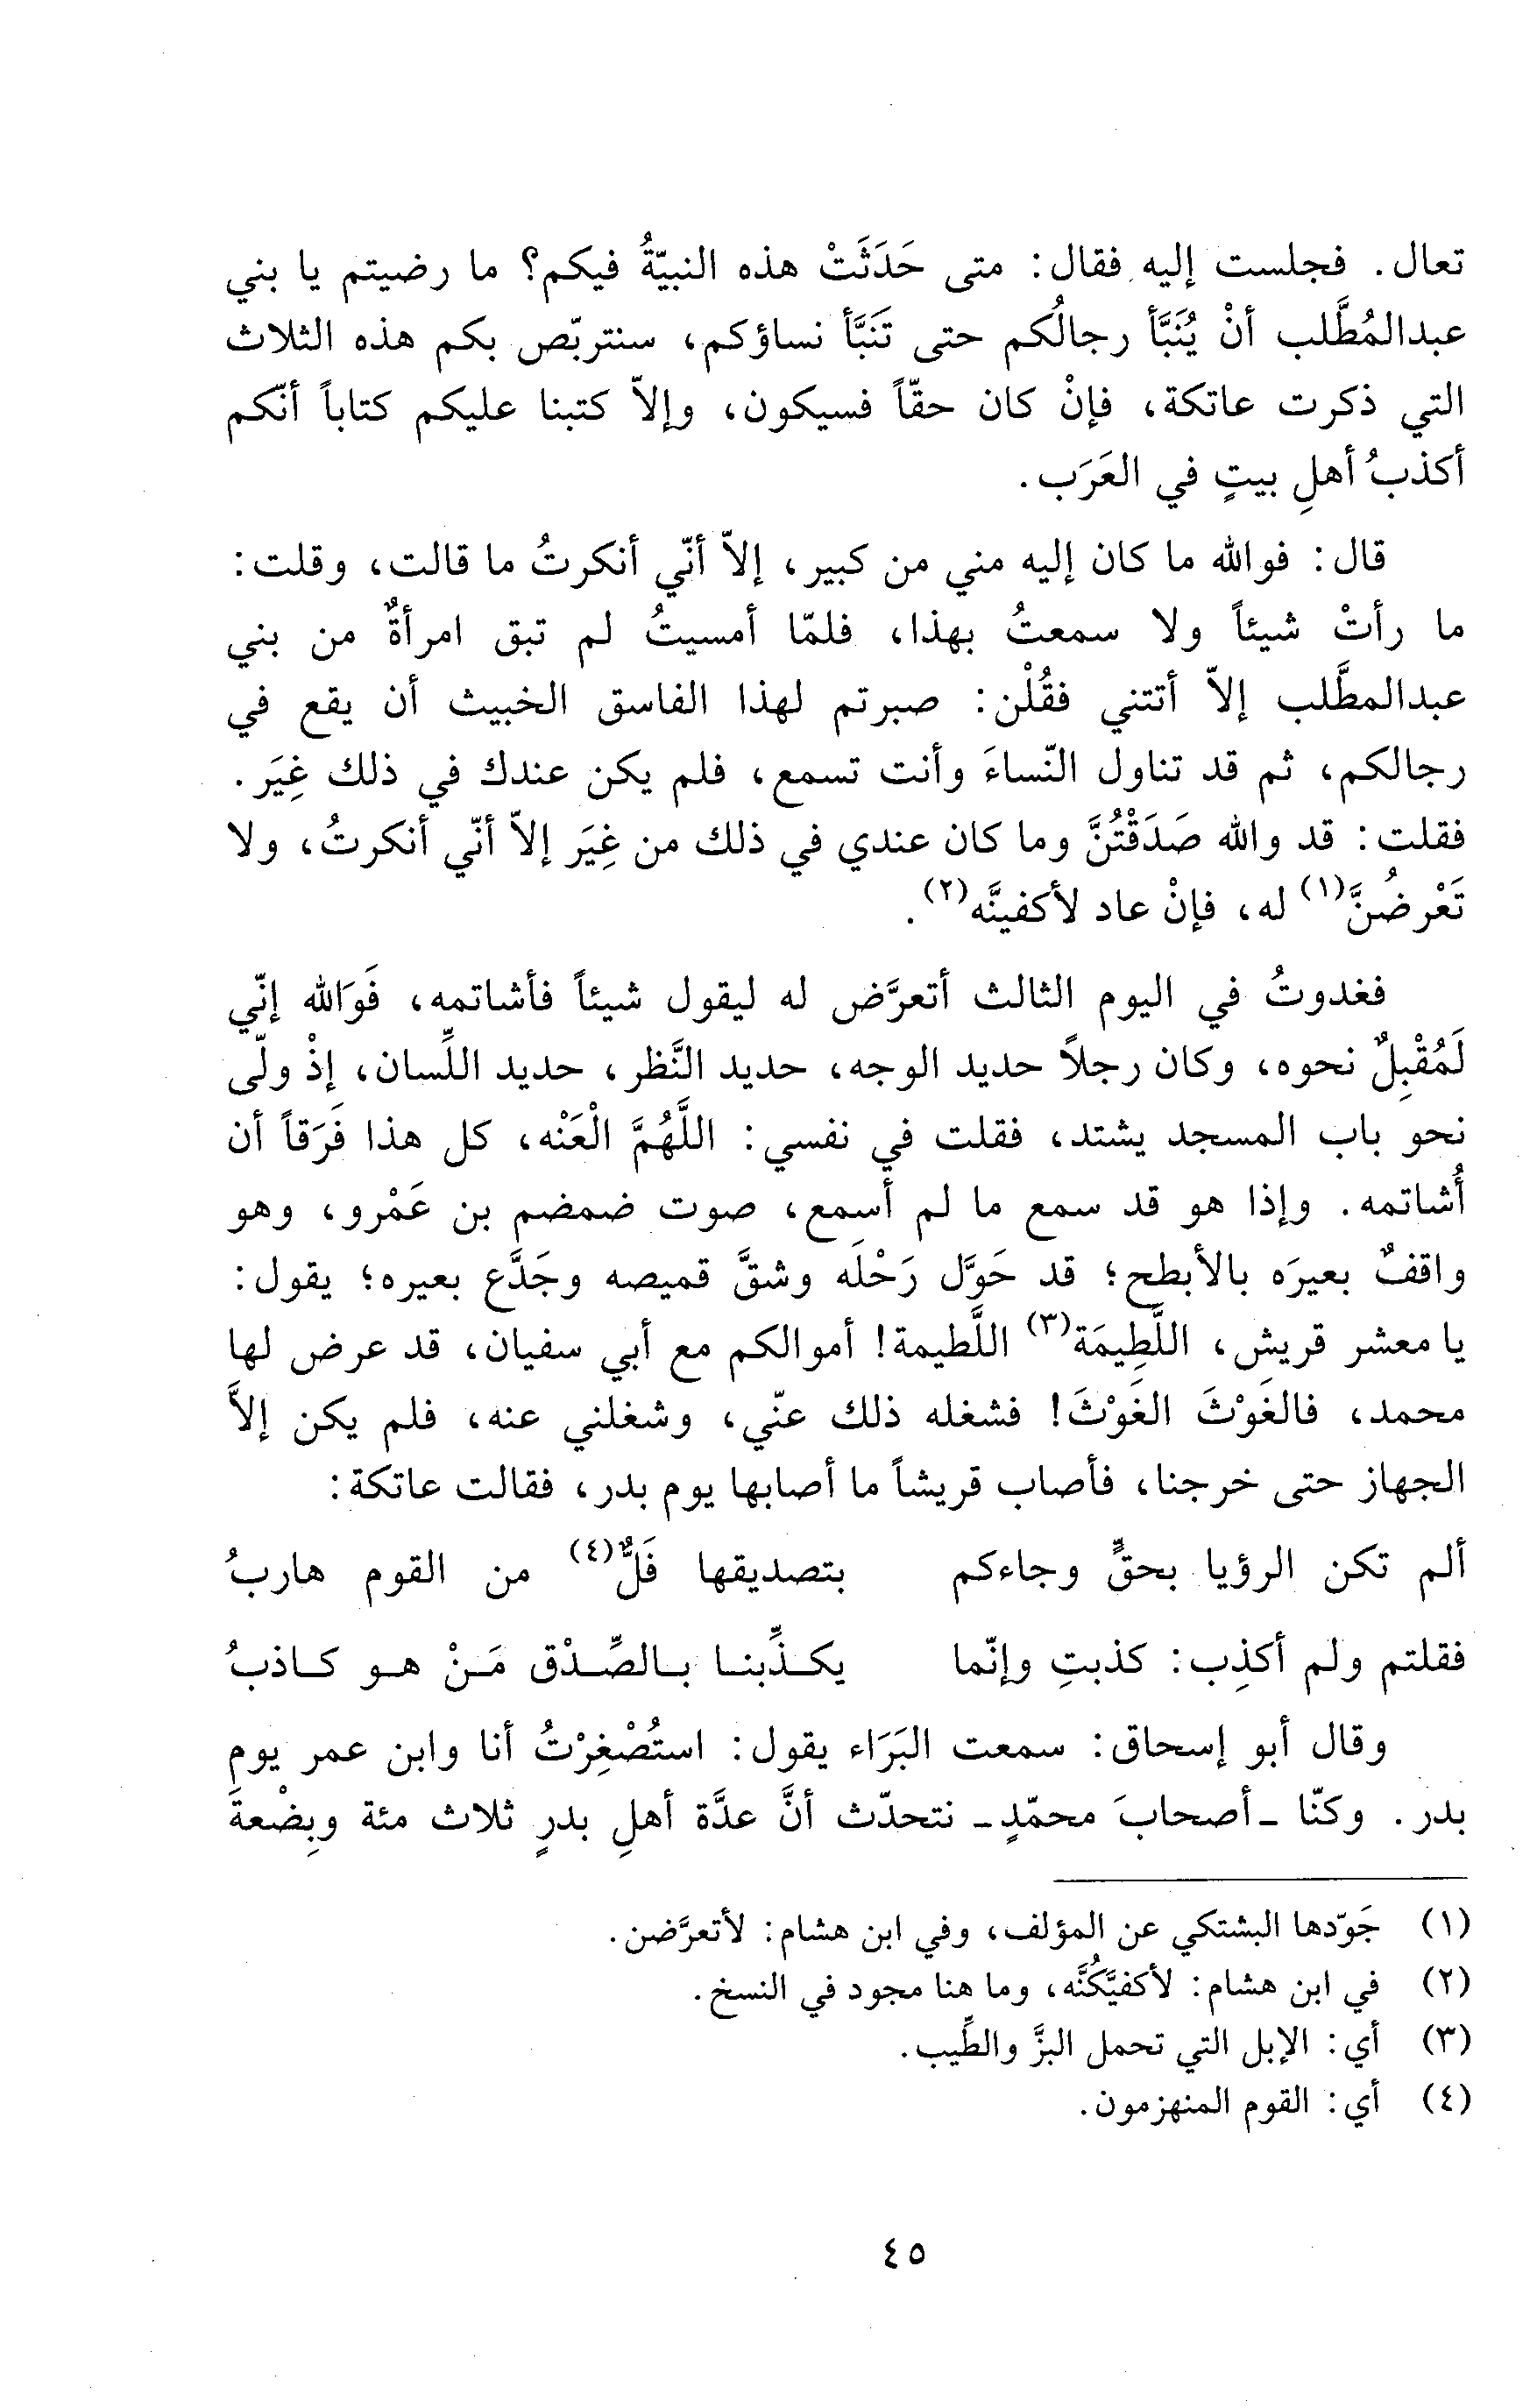 تعال. فجلست إليه فقال: متى حَدَثَتْ هذه النبيّةُ فيكم؟ ما رضيتم يا بني
عبدالمُطَّلب أنْ يُنَبَّأ رجالُكم حتى تَنَبَّأ نساؤكم، سنتربّص بكم هذه الثلاث
التي ذكرت عاتكة، فإنْ كان حقّاً فسيكون، وإلاّ كتبنا عليكم كتاباً أنّكم
أكذبُ أهلِ بيتٍ في العَرَب.
قال: فوالله ما كان إليه مني من كبير، إلاّ أنّي أنكرتُ ما قالت، وقلت:
ما رأتْ شيئاً ولا سمعتُ بهذا، فلمّا أمسيتُ لم تبق امرأةٌ من بني
عبدالمطَّلب إلاّ أتتني فقُلْن: صبرتم لهذا الفاسق الخبيث أن يقع في
رجالكم، ثم قد تناول النّساءَ وأنت تسمع، فلم يكن عندك في ذلك غِيَر.
فقلت: قد والله صَدَقْتُنَّ وما كان عندي في ذلك من غِيَر إلاّ أنّي أنكرتُ، ولا
تَعْرضُنَّ(١) له، فإنْ عاد لأكفينَّه(٢).
فغدوتُ في اليوم الثالث أتعرَّض له ليقول شيئاً فأشاتمه، فَوَالله إنّي
لَمُقْبِلٌ نحوه، وكان رجلاً حديد الوجه، حديد النَّظر، حديد اللِّسان، إذْ ولّى
نحو باب المسجد يشتد، فقلت في نفسي: اللَّهُمَّ الْعَنْه، كل هذا فَرَقاً أن
أُشاتمه. وإذا هو قد سمع ما لم أسمع، صوت ضمضم بن عَمْرو، وهو
واقفٌ بعيرَه بالأبطح؛ قد حَوَّل رَحْلَه وشقَّ قميصه وجَدَّع بعيره؛ يقول:
يا معشر قريش، اللَّطِيمَة(٣) اللَّطيمة! أموالكم مع أبي سفيان، قد عرض لها
محمد، فالغَوْثَ الغَوْثَ! فشغله ذلك عنّي، وشغلني عنه، فلم يكن إلاَّ
الجهاز حتى خرجنا، فأصاب قريشاً ما أصابها يوم بدر، فقالت عاتكة:
ألم تكن الرؤيا بحقٍّ وجاءكم بتصديقها فَلٌّ(٤) من القوم هاربُ
فقلتم ولم أكذِب: كذبتِ وإنّما يكذِّبنا بالصِّدْق مَنْ هو كاذبُ
وقال أبو إسحاق: سمعت البَرَاء يقول: استُصْغِرْتُ أنا وابن عمر يوم
بدر. وكنّا -أصحابَ محمّدٍ- نتحدّث أنَّ عدَّة أهلِ بدرٍ ثلاث مئة وبِضْعةَ
(١) جَوّدها البشتكي عن المؤلف، وفي ابن هشام: لأتعرَّضن.
(٢) في ابن هشام: لأكفيَّكُنَّه، وما هنا مجود في النسخ.
(٣) أي: الإبل التي تحمل البزَّ والطِّيب.
(٤) أي: القوم المنهزمون.
٤٥